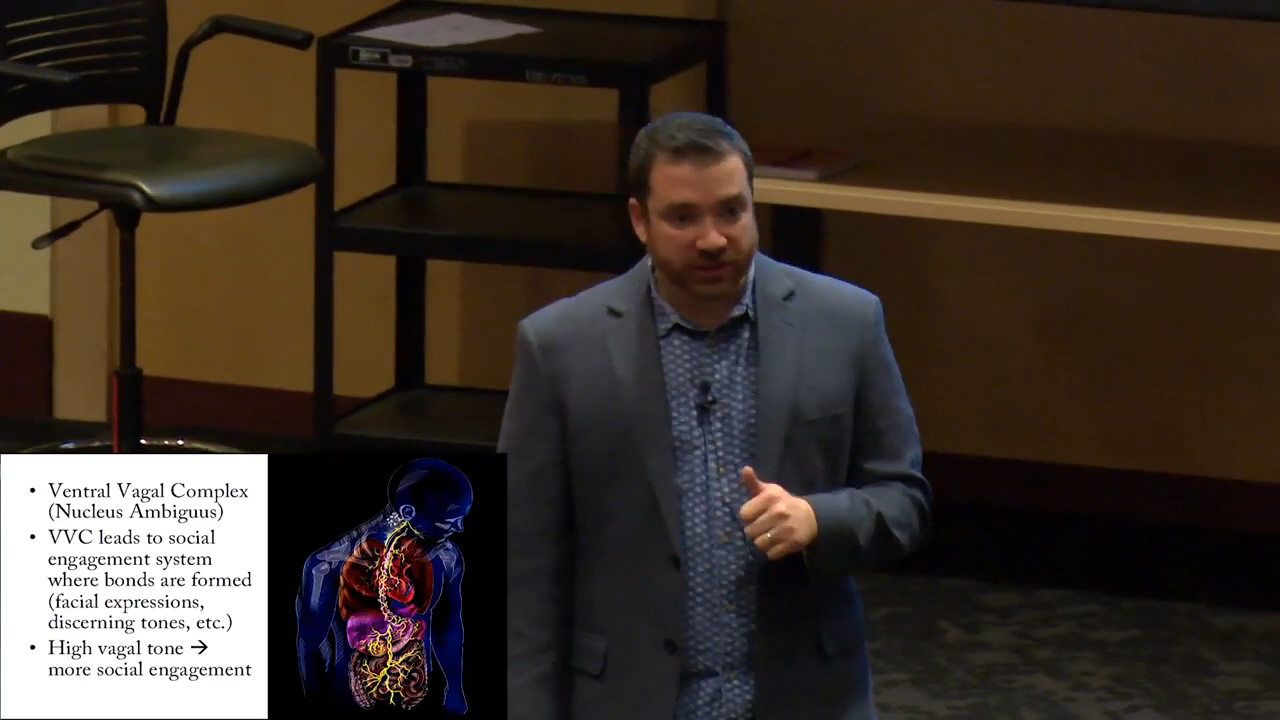 • Ventral Vagal Complex
(Nucleus Ambiguus)
• VVC leads to social
engagement system
where bonds are formed
(facial expressions,
discerning tones, etc.)
• High vagal tone →
more social engagement